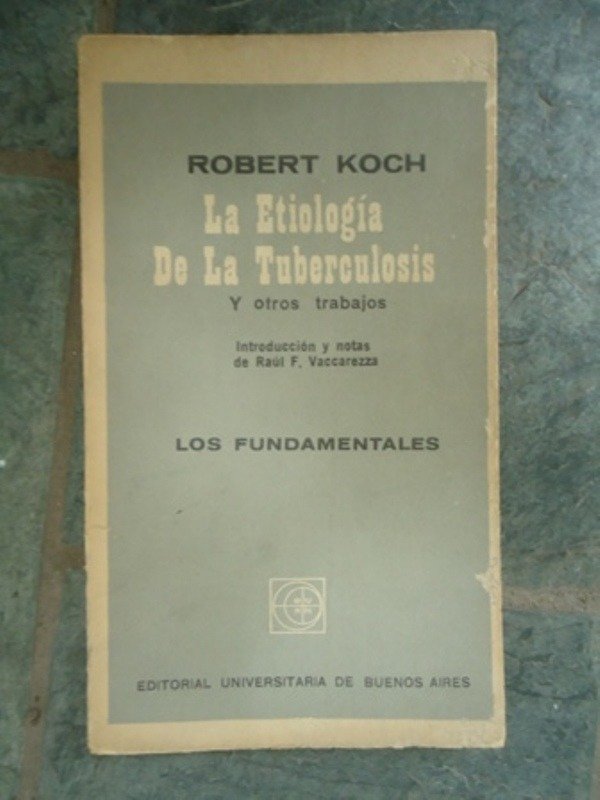 ROBERT KOCH
La Etiología
De La Tuberculosis
Y otros trabajos
Introducción y notas
de Raúl F. Vaccarezza
LOS FUNDAMENTALES
EDITORIAL UNIVERSITARIA DE BUENOS AIRES